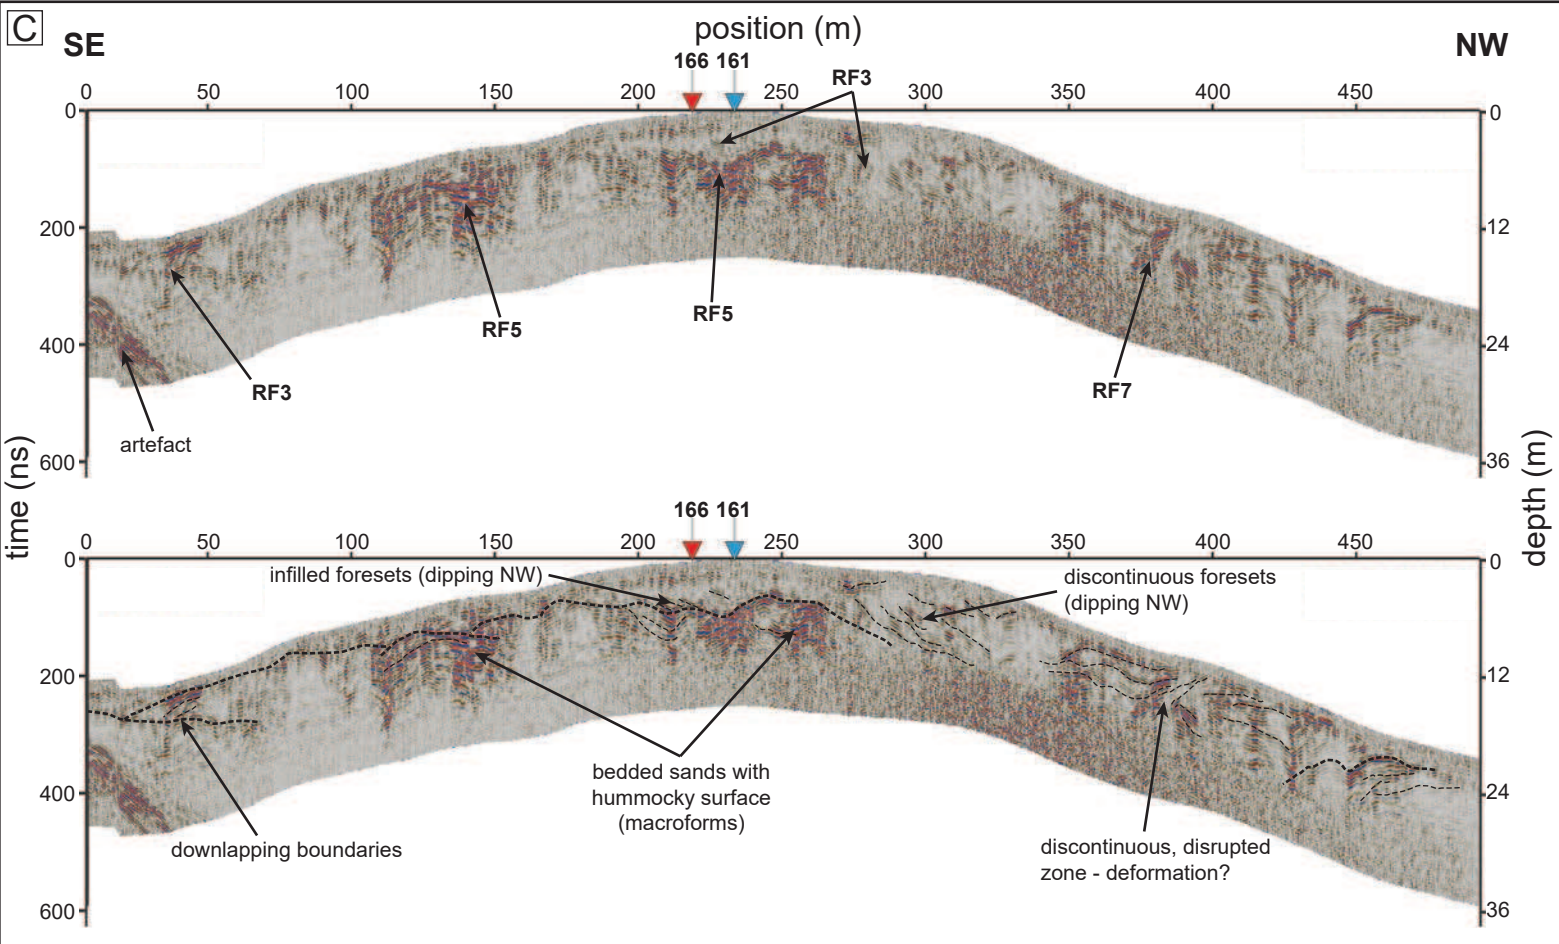 C
SE
position (m)
NW
166 161
RF3
0 50 100 150 200 250 300 350 400 450
0
200
400
600
0
12
24
36
RF3
artefact
RF5
RF5
RF7
time (ns)
depth (m)
166 161
0 50 100 150 200 250 300 350 400 450
0
200
400
600
0
12
24
36
infilled foresets (dipping NW)
discontinuous foresets
(dipping NW)
bedded sands with
hummocky surface
(macroforms)
downlapping boundaries
discontinuous, disrupted
zone - deformation?